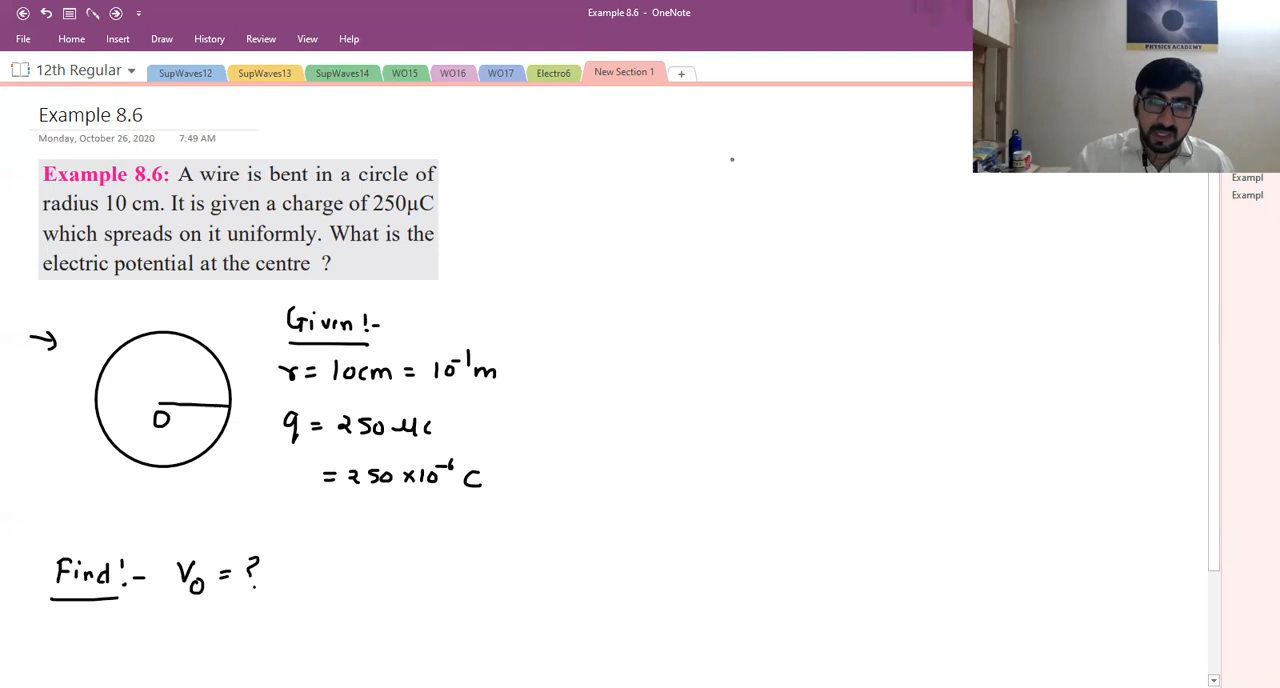 Example 8.6 - OneNote
File Home Insert Draw History Review View Help
12th Regular SupWaves12 SupWaves13 SupWaves14 WO15 WO16 WO17 Electro6 New Section 1
PHYSICS ACADEMY
Example 8.6
Monday, October 26, 2020 7:49 AM
Exampl
Exampl
Example 8.6: A wire is bent in a circle of
radius 10 cm. It is given a charge of 250µC
which spreads on it uniformly. What is the
electric potential at the centre ?
Given :-
r = 10cm = 10⁻¹m
q = 250 µC
= 250 ×10⁻⁶ C
O
Find :- V₀ = ?